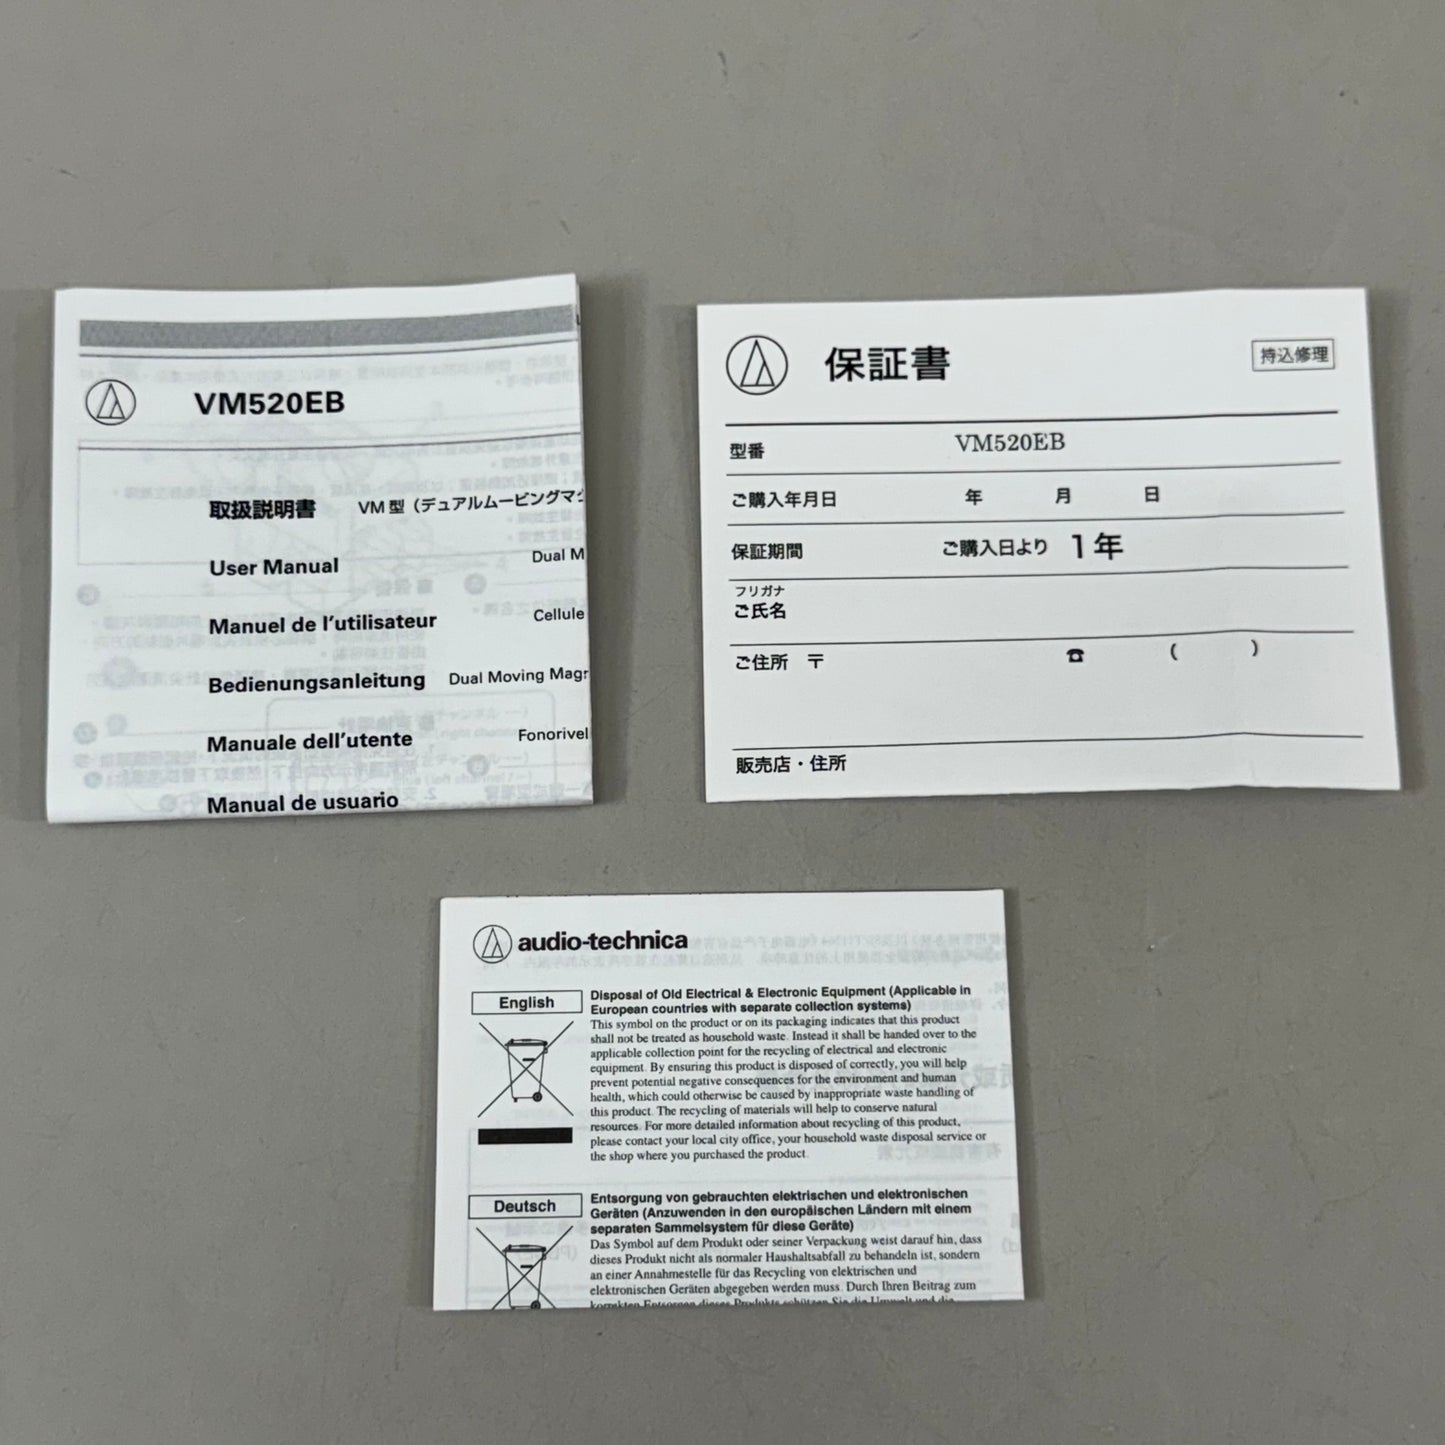 VM520EB
取扱説明書 VM型（デュアルムービングマ
User Manual Dual M
Manuel de l'utilisateur Cellule
Bedienungsanleitung Dual Moving Magn
Manuale dell'utente Fonorivel
Manual de usuario
保証書
持込修理
型番 VM520EB
ご購入年月日 年 月 日
保証期間 ご購入日より 1年
フリガナ
ご氏名
ご住所 〒 ☎ ( )
販売店・住所
audio-technica
English
Disposal of Old Electrical & Electronic Equipment (Applicable in
European countries with separate collection systems)
This symbol on the product or on its packaging indicates that this product
shall not be treated as household waste. Instead it shall be handed over to the
applicable collection point for the recycling of electrical and electronic
equipment. By ensuring this product is disposed of correctly, you will help
prevent potential negative consequences for the environment and human
health, which could otherwise be caused by inappropriate waste handling of
this product. The recycling of materials will help to conserve natural
resources. For more detailed information about recycling of this product,
please contact your local city office, your household waste disposal service or
the shop where you purchased the product.
Deutsch
Entsorgung von gebrauchten elektrischen und elektronischen
Geräten (Anzuwenden in den europäischen Ländern mit einem
separaten Sammelsystem für diese Geräte)
Das Symbol auf dem Produkt oder seiner Verpackung weist darauf hin, dass
dieses Produkt nicht als normaler Haushaltsabfall zu behandeln ist, sondern
an einer Annahmestelle für das Recycling von elektrischen und
elektronischen Geräten abgegeben werden muss. Durch Ihren Beitrag zum
korrekten Entsorgen dieses Produkts schützen Sie die Umwelt und die